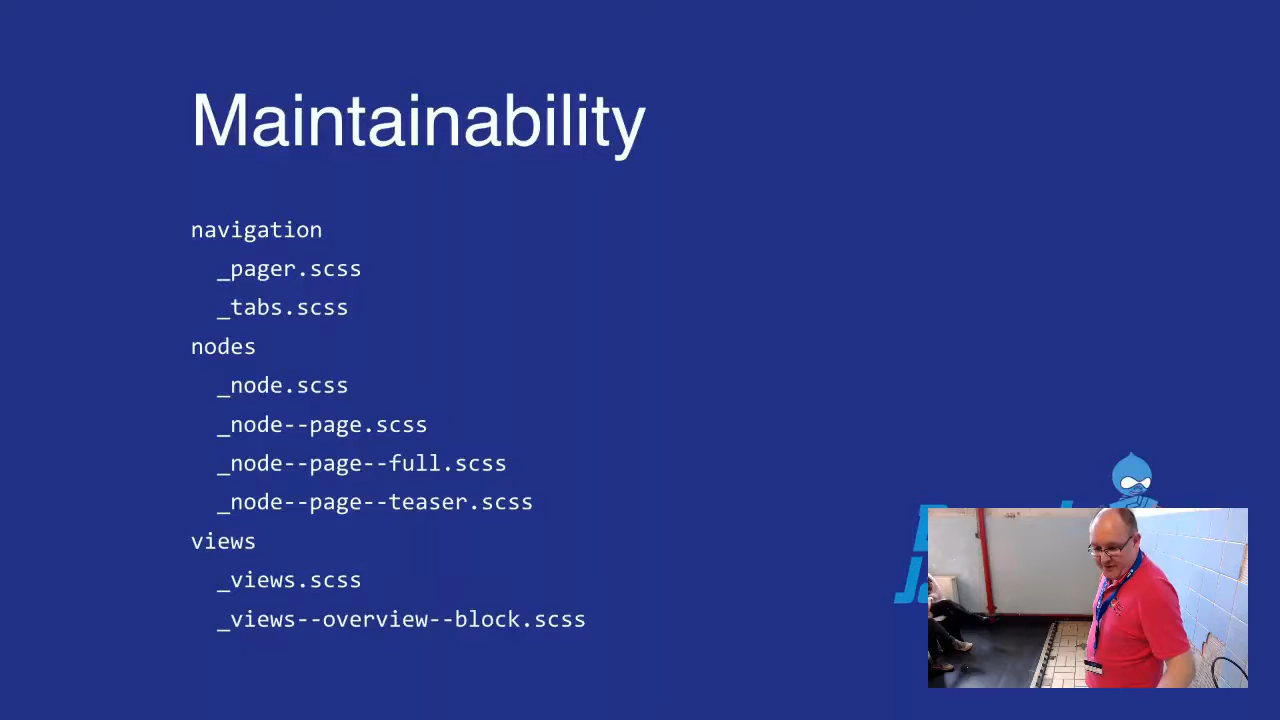 Maintainability
navigation
_pager.scss
_tabs.scss
nodes
_node.scss
_node--page.scss
_node--page--full.scss
_node--page--teaser.scss
views
_views.scss
_views--overview--block.scss